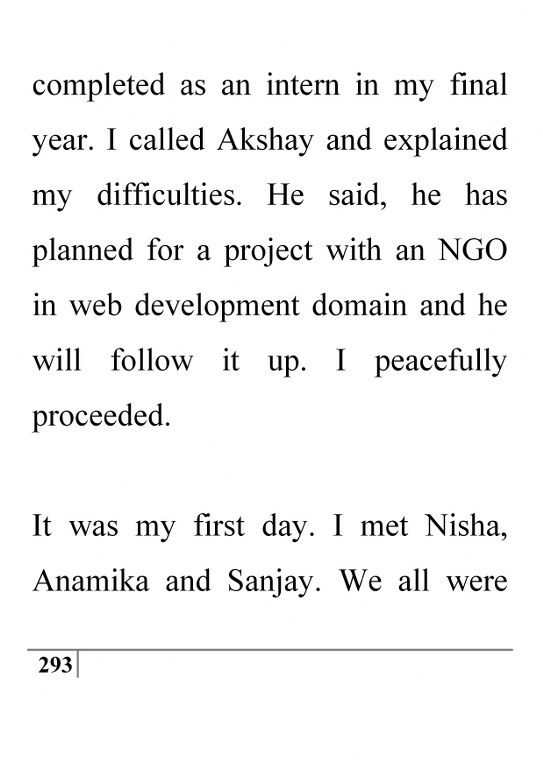 completed as an intern in my final
year. I called Akshay and explained
my difficulties. He said, he has
planned for a project with an NGO
in web development domain and he
will follow it up. I peacefully
proceeded.
It was my first day. I met Nisha,
Anamika and Sanjay. We all were
293